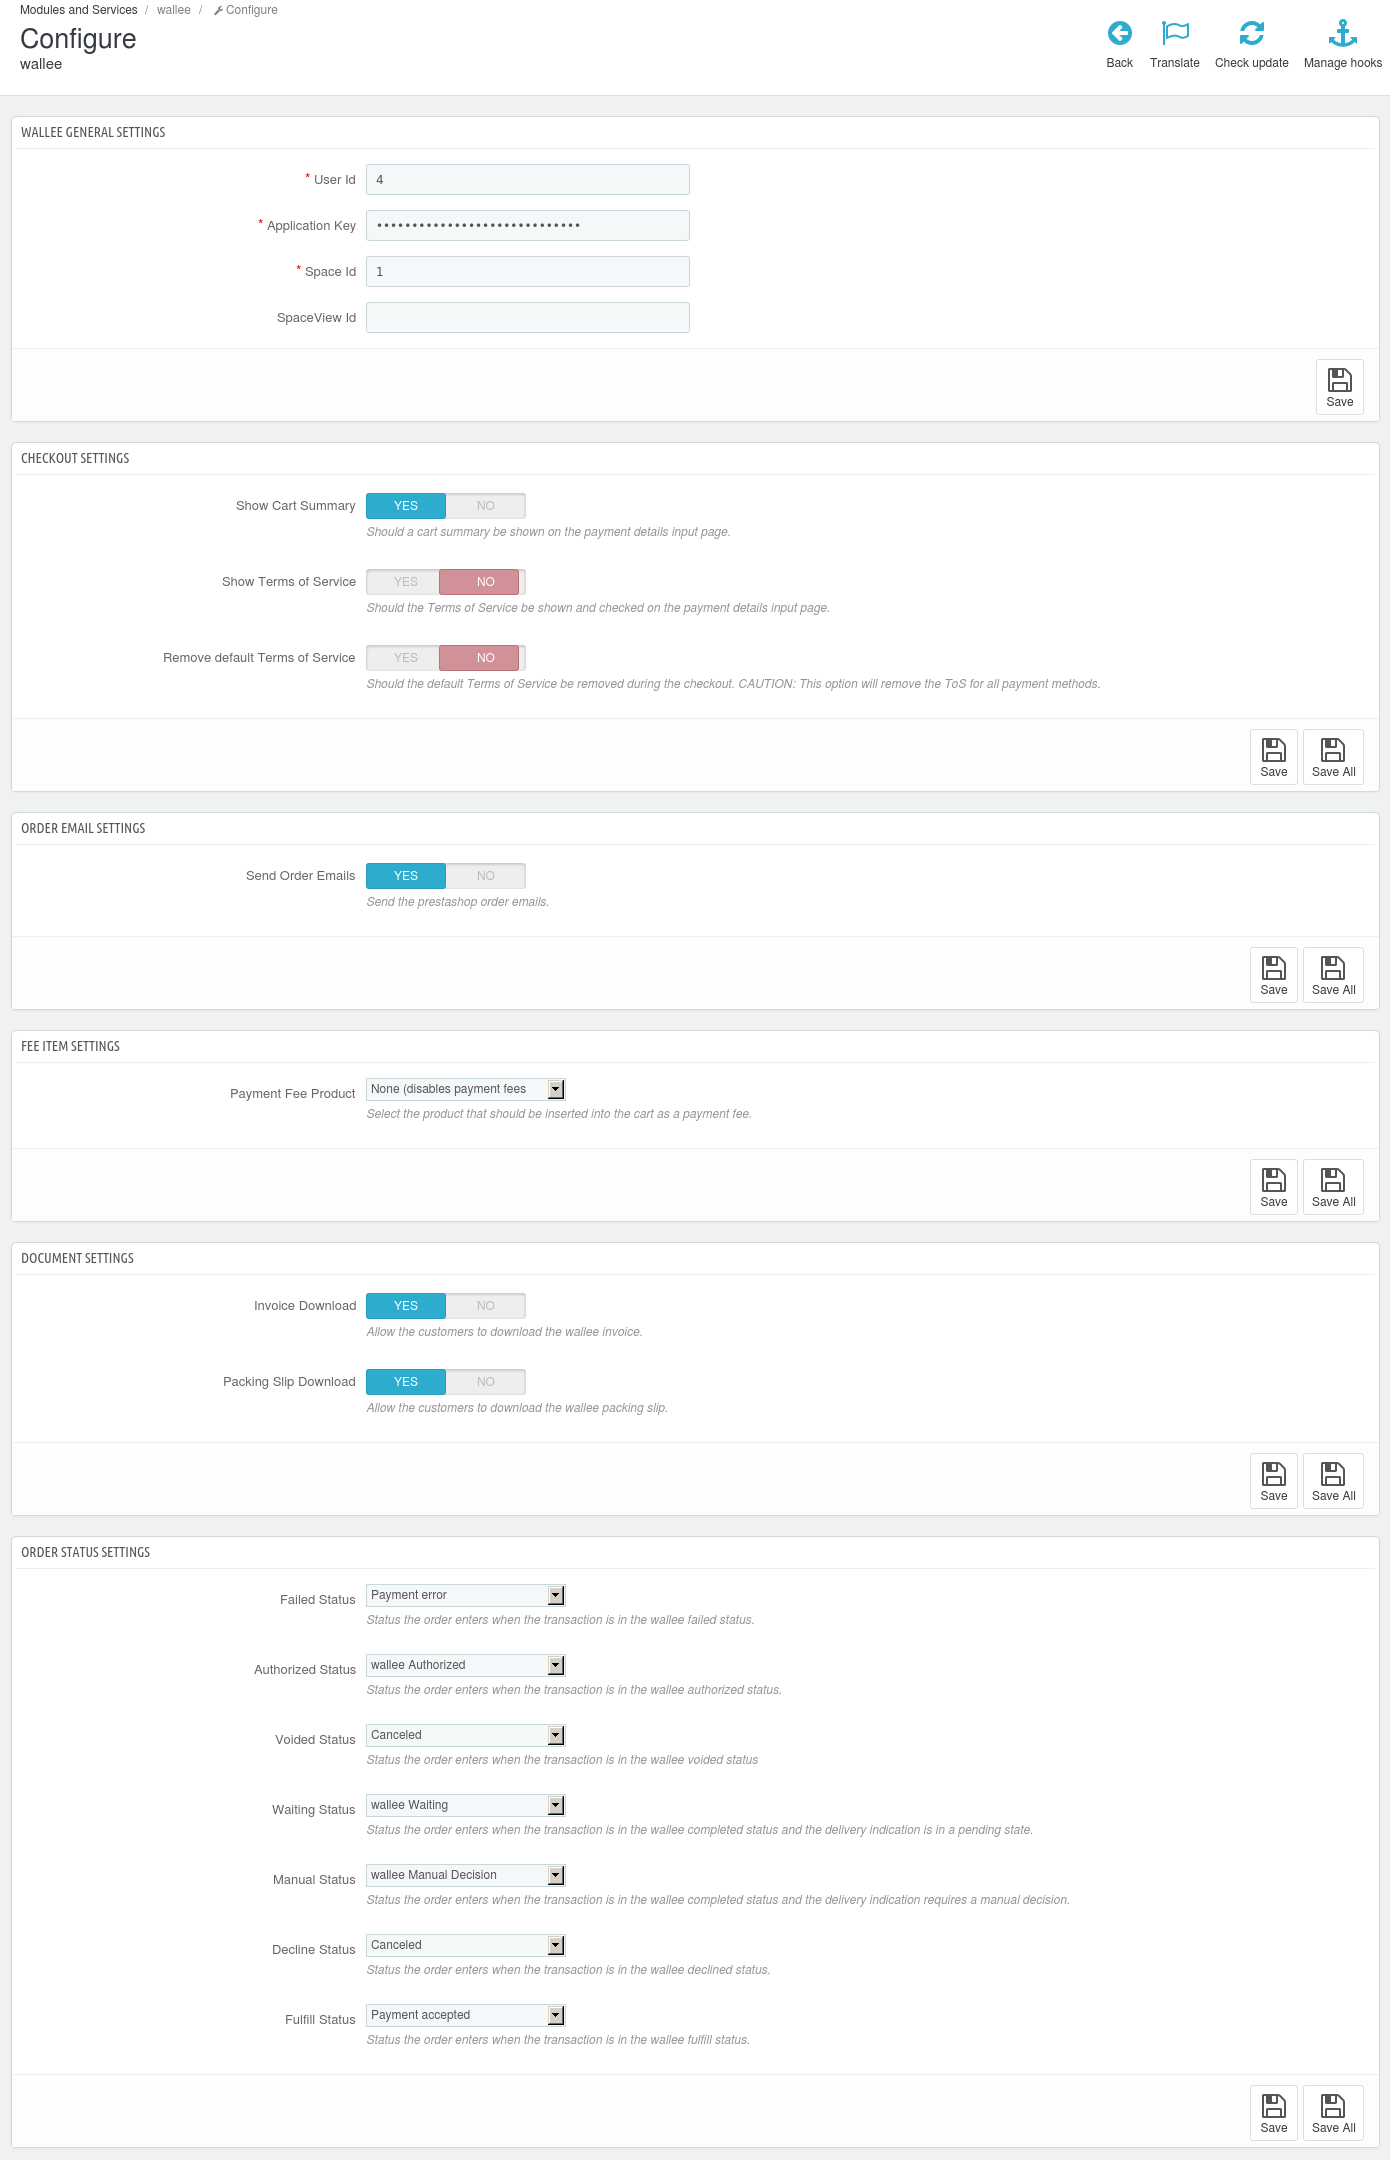 Modules and Services / wallee / Configure
Configure
wallee
Back Translate Check update Manage hooks
WALLEE GENERAL SETTINGS
* User Id 4
* Application Key •••••••••••••••••••••••••••••
* Space Id 1
SpaceView Id
Save
CHECKOUT SETTINGS
Show Cart Summary YES NO
Should a cart summary be shown on the payment details input page.
Show Terms of Service YES NO
Should the Terms of Service be shown and checked on the payment details input page.
Remove default Terms of Service YES NO
Should the default Terms of Service be removed during the checkout. CAUTION: This option will remove the ToS for all payment methods.
Save Save All
ORDER EMAIL SETTINGS
Send Order Emails YES NO
Send the prestashop order emails.
Save Save All
FEE ITEM SETTINGS
Payment Fee Product None (disables payment fees
Select the product that should be inserted into the cart as a payment fee.
Save Save All
DOCUMENT SETTINGS
Invoice Download YES NO
Allow the customers to download the wallee invoice.
Packing Slip Download YES NO
Allow the customers to download the wallee packing slip.
Save Save All
ORDER STATUS SETTINGS
Failed Status Payment error
Status the order enters when the transaction is in the wallee failed status.
Authorized Status wallee Authorized
Status the order enters when the transaction is in the wallee authorized status.
Voided Status Canceled
Status the order enters when the transaction is in the wallee voided status
Waiting Status wallee Waiting
Status the order enters when the transaction is in the wallee completed status and the delivery indication is in a pending state.
Manual Status wallee Manual Decision
Status the order enters when the transaction is in the wallee completed status and the delivery indication requires a manual decision.
Decline Status Canceled
Status the order enters when the transaction is in the wallee declined status.
Fulfill Status Payment accepted
Status the order enters when the transaction is in the wallee fulfill status.
Save Save All